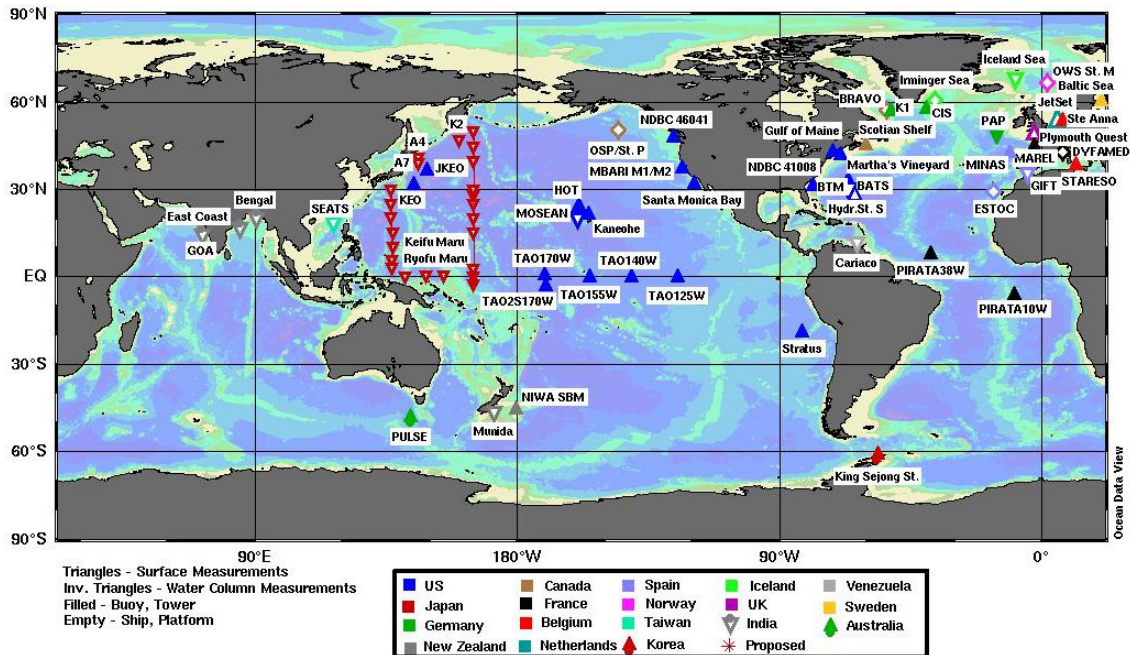 90°N
60°N
30°N
EQ
30°S
60°S
90°S
90°E
180°W
90°W
0°
Iceland Sea
OWS St. M
Irminger Sea
Baltic Sea
BRAVO
K1
CIS
JetSet
Ste Anna
K2
NDBC 46041
Gulf of Maine
Scotian Shelf
PAP
Plymouth Quest
A4
OSP/St. P
DYFAMED
A7
JKEO
MBARI M1/M2
NDBC 41008
Martha's Vineyard
MINAS
MAREL
KEO
HOT
Santa Monica Bay
BTM
BATS
GIFT
STARESO
Bengal
Hydr.St. S
ESTOC
East Coast
SEATS
MOSEAN
Kaneohe
GOA
Keifu Maru
Ryofu Maru
Cariaco
TAO170W
TAO140W
PIRATA38W
TAO2S170W
TAO155W
TAO125W
PIRATA10W
Stratus
NIWA SBM
PULSE
Munida
King Sejong St.
Ocean Data View
Triangles - Surface Measurements
Inv. Triangles - Water Column Measurements
Filled - Buoy, Tower
Empty - Ship, Platform
US
Canada
Spain
Iceland
Venezuela
Japan
France
Norway
UK
Sweden
Germany
Belgium
Taiwan
India
Australia
New Zealand
Netherlands
Korea
Proposed